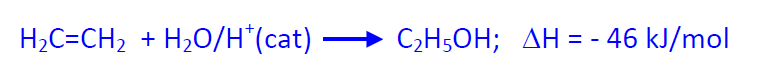 H₂C=CH₂ + H₂O/H⁺(cat) ⟶ C₂H₅OH; ΔH = - 46 kJ/mol